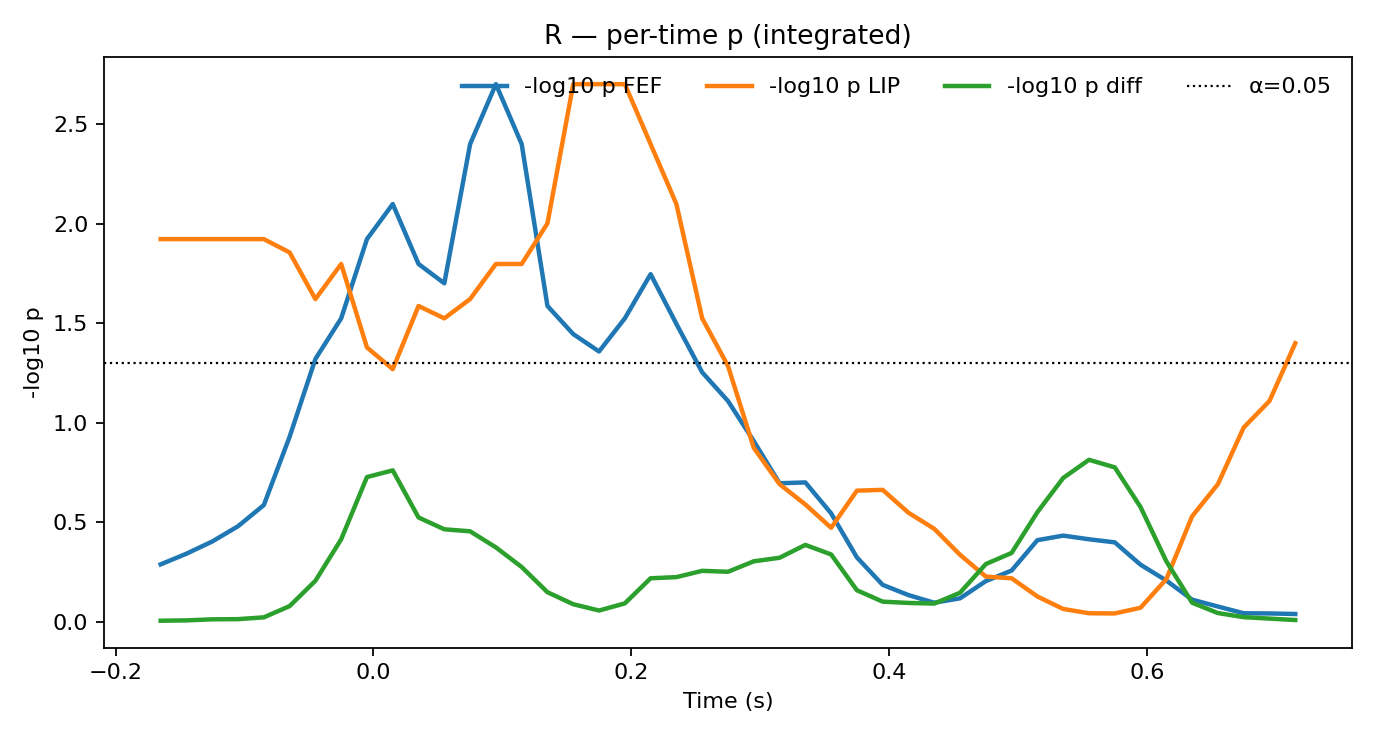 R — per-time p (integrated)
-log10 p FEF
-log10 p LIP
-log10 p diff
α=0.05
-log10 p
2.5
2.0
1.5
1.0
0.5
0.0
−0.2
0.0
0.2
0.4
0.6
Time (s)